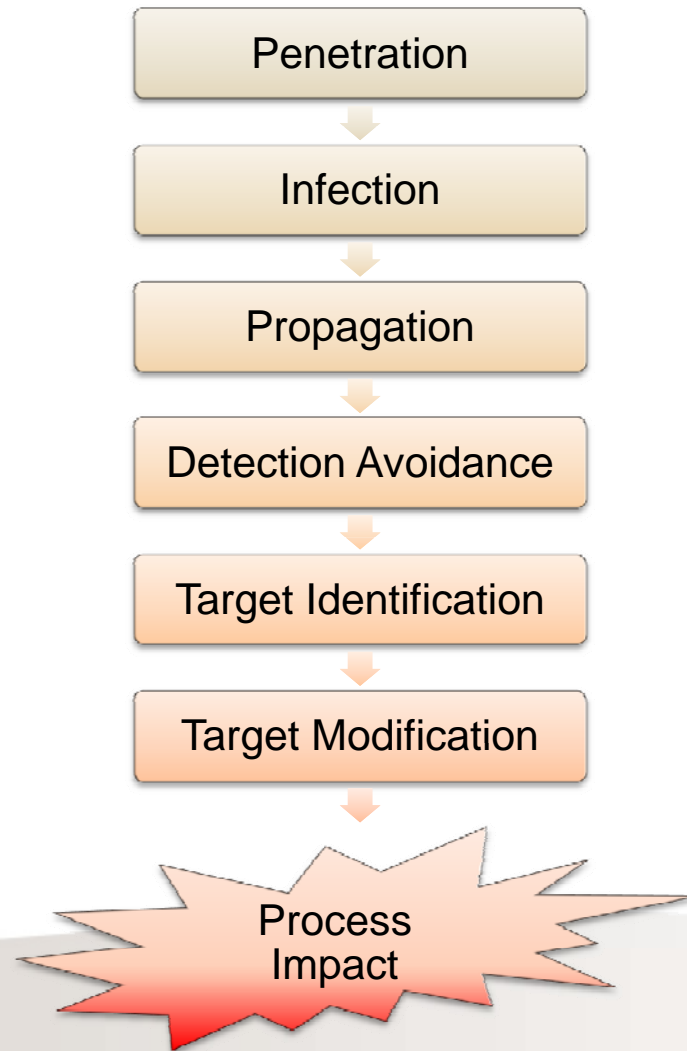 Penetration
Infection
Propagation
Detection Avoidance
Target Identification
Target Modification
Process
Impact